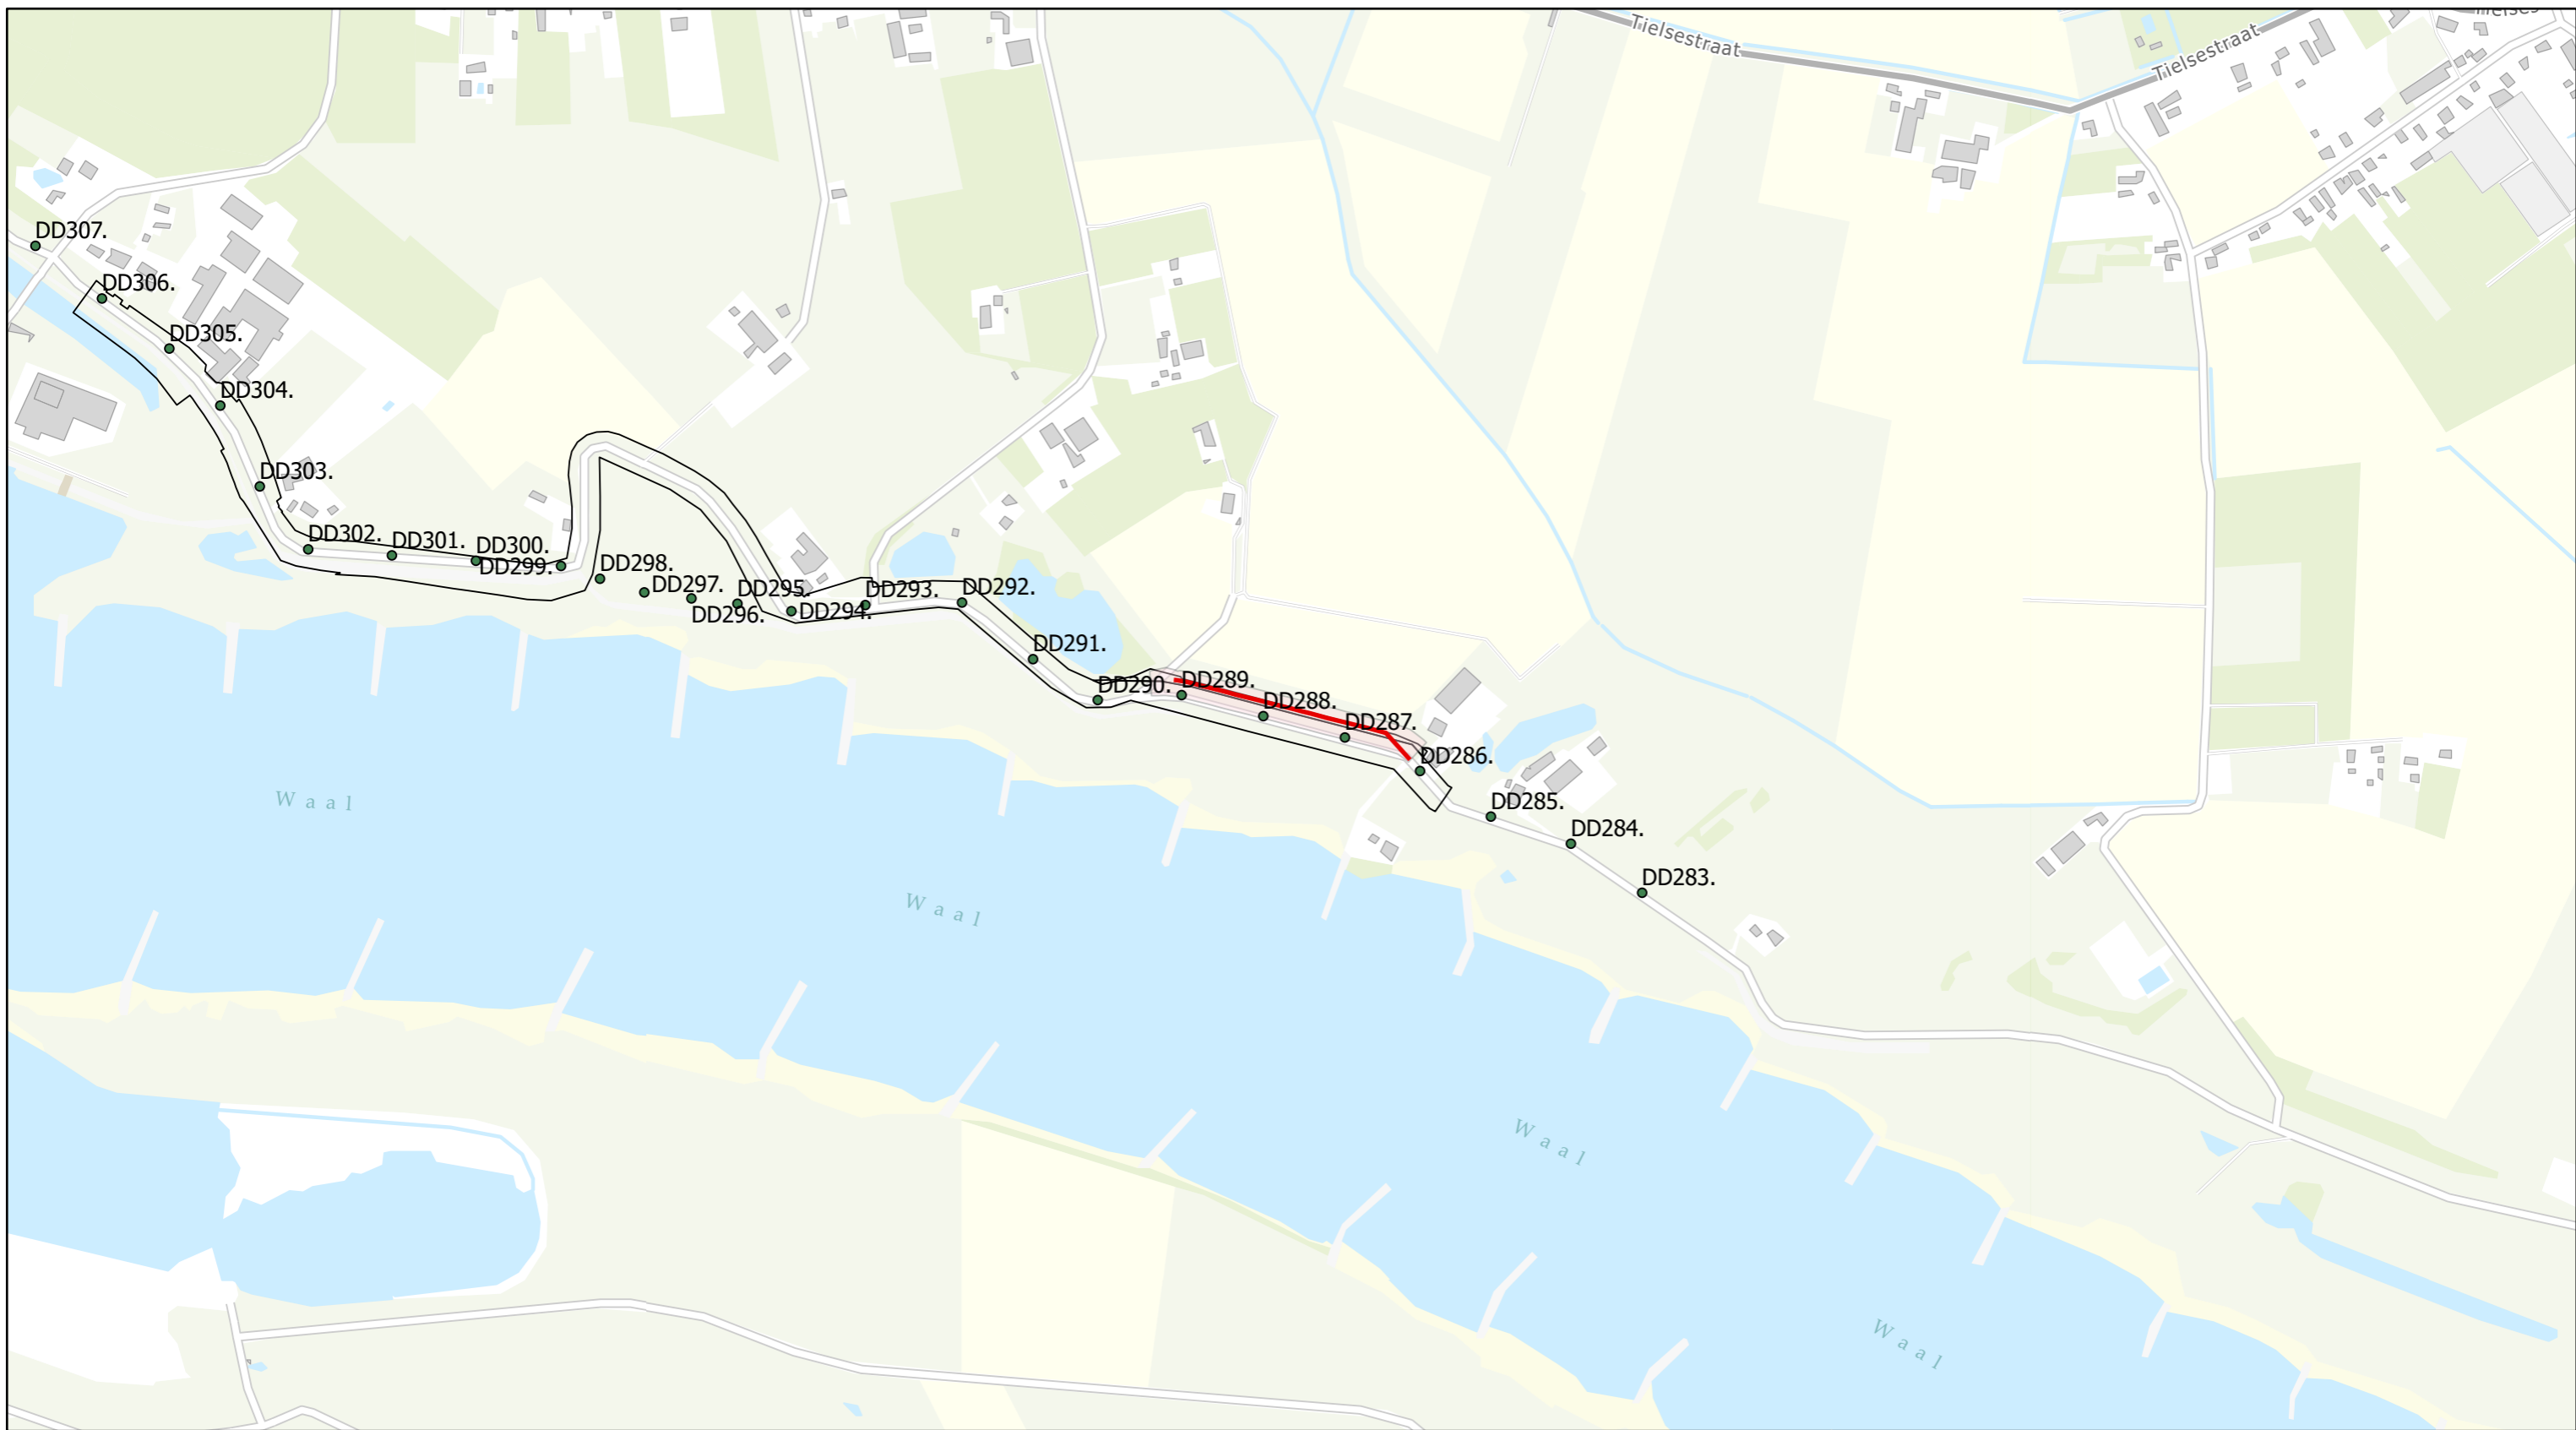 Tielsestraat
Tielsestraat
DD307.
DD306.
DD305.
DD304.
DD303.
DD302.
DD301.
DD300.
DD299.
DD298.
DD297.
DD296.
DD295.
DD294.
DD293.
DD292.
DD291.
DD290.
DD289.
DD288.
DD287.
DD286.
DD285.
DD284.
DD283.
Waal
Waal
Waal
Waal